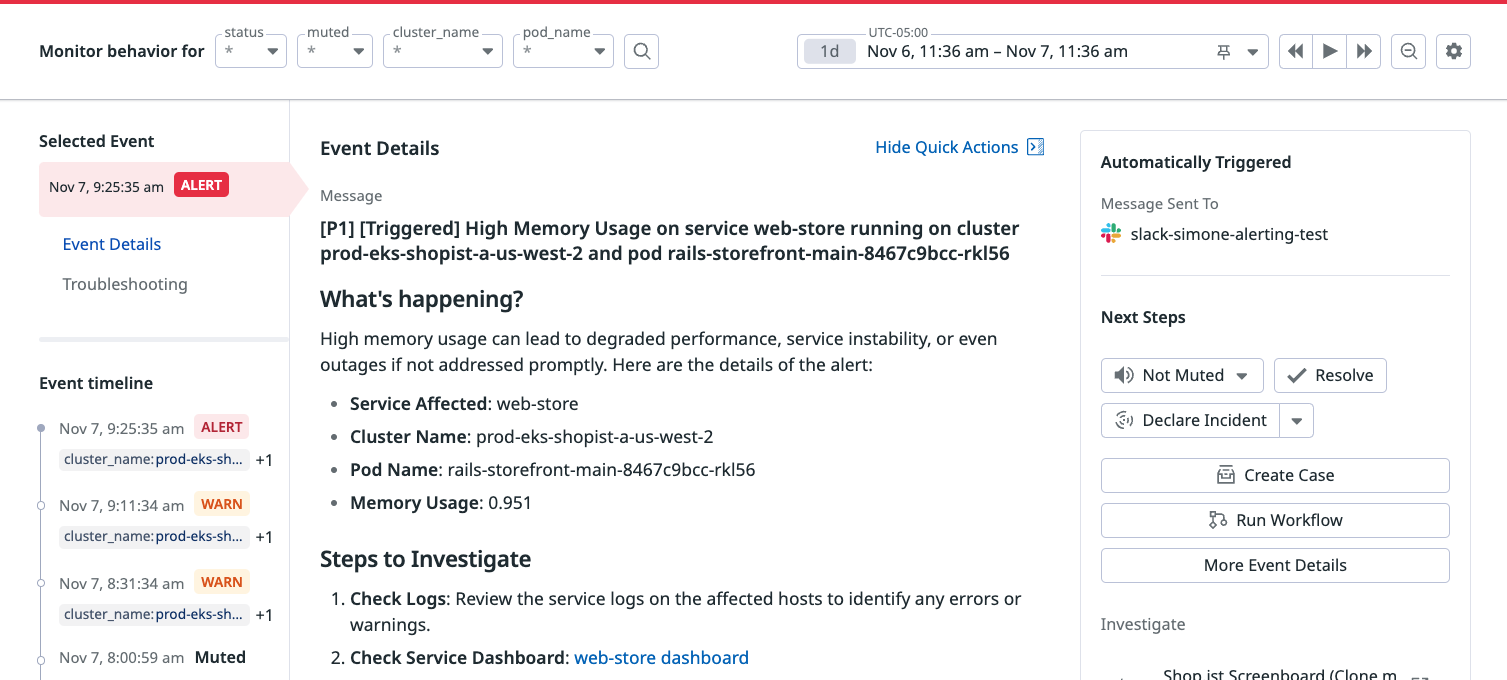 Monitor behavior for
status
*
muted
*
cluster_name
*
pod_name
*
UTC-05:00
1d
Nov 6, 11:36 am – Nov 7, 11:36 am
Selected Event
Nov 7, 9:25:35 am ALERT
Event Details
Troubleshooting
Event timeline
Nov 7, 9:25:35 am ALERT
cluster_name:prod-eks-sh... +1
Nov 7, 9:11:34 am WARN
cluster_name:prod-eks-sh... +1
Nov 7, 8:31:34 am WARN
cluster_name:prod-eks-sh... +1
Nov 7, 8:00:59 am Muted
Event Details
Hide Quick Actions
Message
[P1] [Triggered] High Memory Usage on service web-store running on cluster
prod-eks-shopist-a-us-west-2 and pod rails-storefront-main-8467c9bcc-rkl56
What's happening?
High memory usage can lead to degraded performance, service instability, or even
outages if not addressed promptly. Here are the details of the alert:
• Service Affected: web-store
• Cluster Name: prod-eks-shopist-a-us-west-2
• Pod Name: rails-storefront-main-8467c9bcc-rkl56
• Memory Usage: 0.951
Steps to Investigate
1. Check Logs: Review the service logs on the affected hosts to identify any errors or
warnings.
2. Check Service Dashboard: web-store dashboard
Automatically Triggered
Message Sent To
slack-simone-alerting-test
Next Steps
Not Muted
Resolve
Declare Incident
Create Case
Run Workflow
More Event Details
Investigate
Shop.ist Screenboard (Clone m...